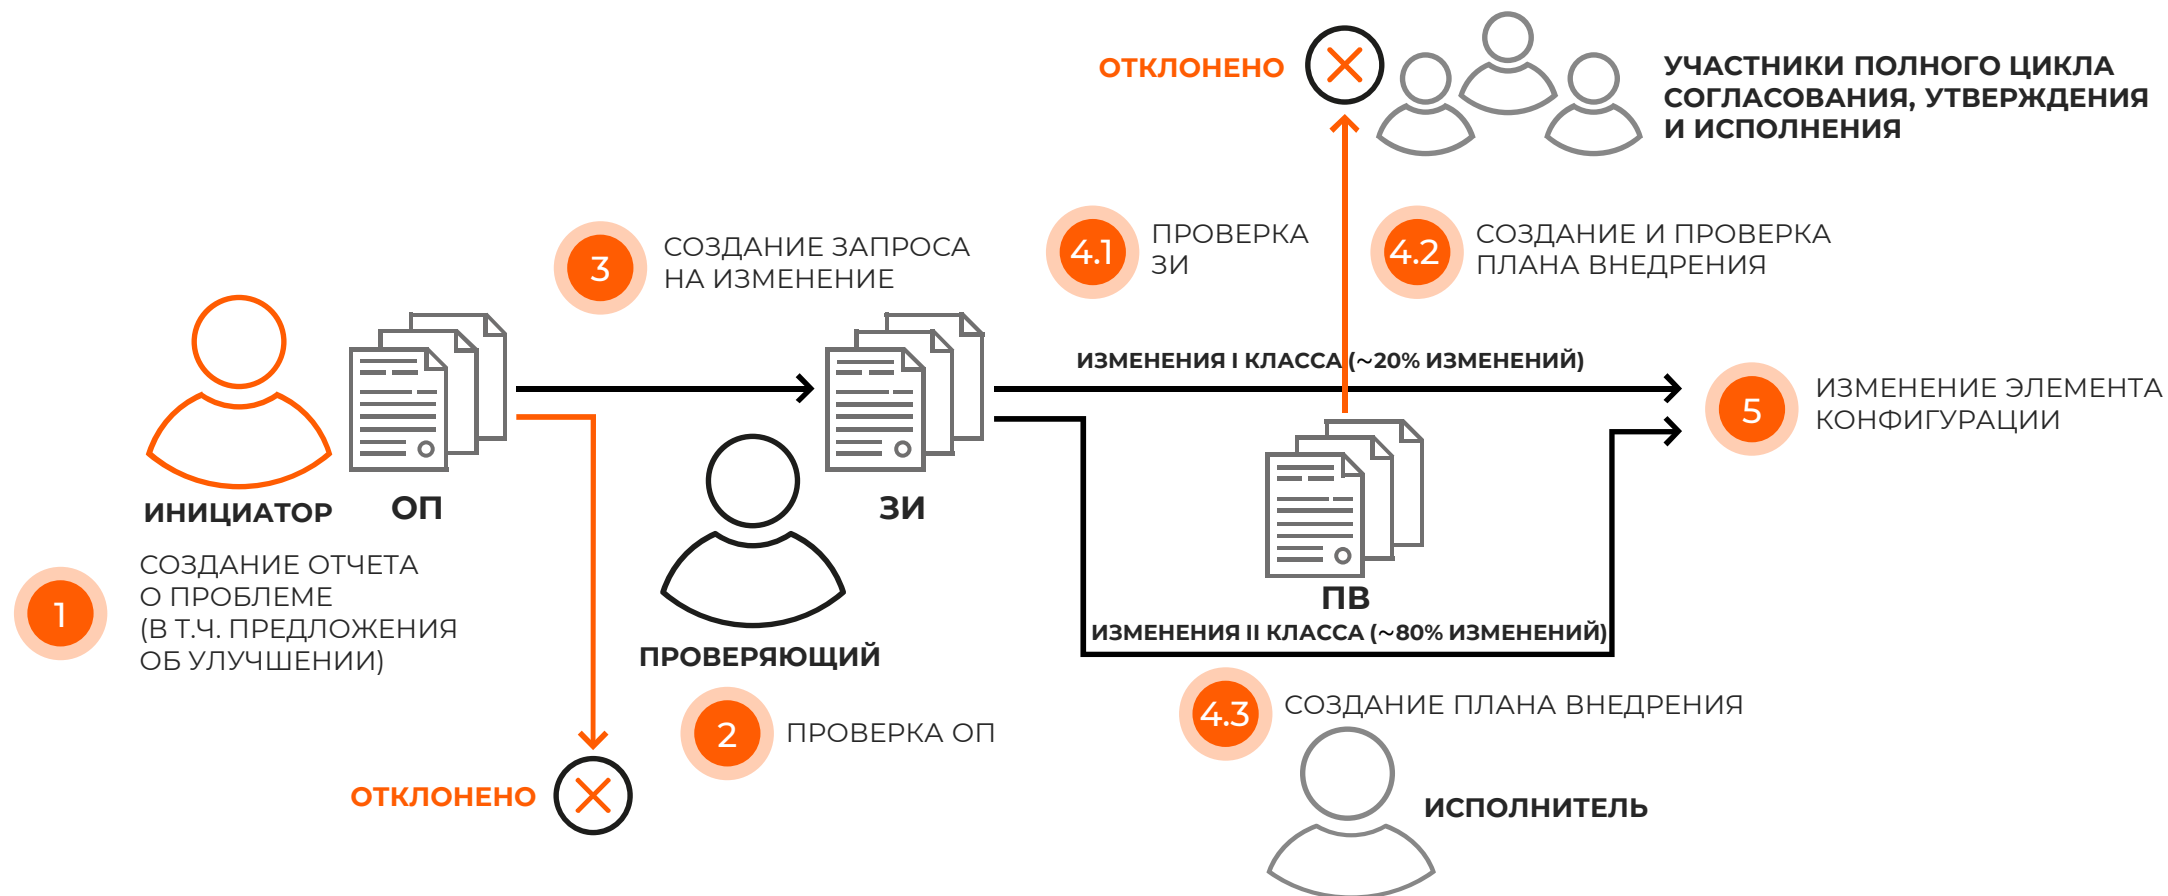 ОТКЛОНЕНО
УЧАСТНИКИ ПОЛНОГО ЦИКЛА
СОГЛАСОВАНИЯ, УТВЕРЖДЕНИЯ
И ИСПОЛНЕНИЯ
3
СОЗДАНИЕ ЗАПРОСА
НА ИЗМЕНЕНИЕ
4.1
ПРОВЕРКА
ЗИ
4.2
СОЗДАНИЕ И ПРОВЕРКА
ПЛАНА ВНЕДРЕНИЯ
ИЗМЕНЕНИЯ I КЛАССА (~20% ИЗМЕНЕНИЙ)
5
ИЗМЕНЕНИЕ ЭЛЕМЕНТА
КОНФИГУРАЦИИ
ИНИЦИАТОР
ОП
ЗИ
ПВ
1
СОЗДАНИЕ ОТЧЕТА
О ПРОБЛЕМЕ
(В Т.Ч. ПРЕДЛОЖЕНИЯ
ОБ УЛУЧШЕНИИ)
ПРОВЕРЯЮЩИЙ
ИЗМЕНЕНИЯ II КЛАССА (~80% ИЗМЕНЕНИЙ)
2
ПРОВЕРКА ОП
4.3
СОЗДАНИЕ ПЛАНА ВНЕДРЕНИЯ
ОТКЛОНЕНО
ИСПОЛНИТЕЛЬ